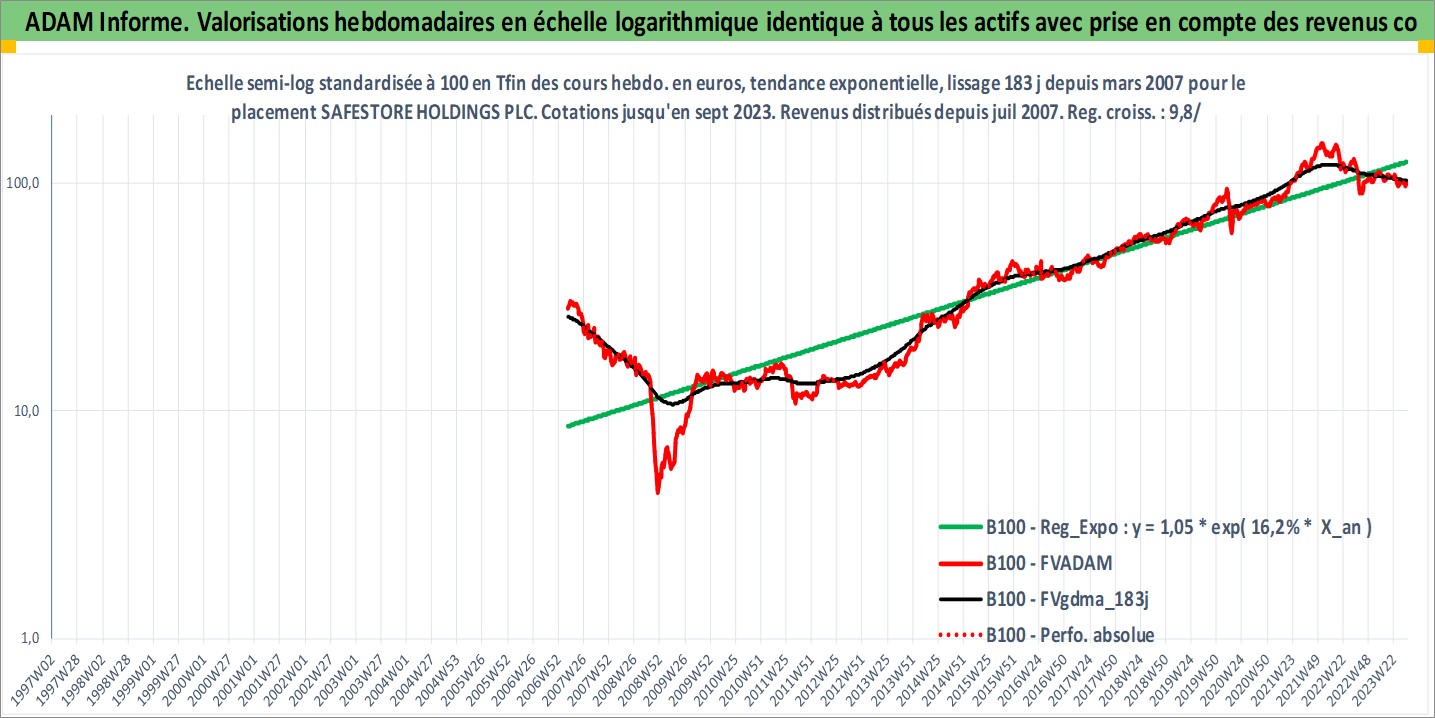 ADAM Informe. Valorisations hebdomadaires en échelle logarithmique identique à tous les actifs avec prise en compte des revenus co
Echelle semi-log standardisée à 100 en Tfin des cours hebdo. en euros, tendance exponentielle, lissage 183 j depuis mars 2007 pour le
placement SAFESTORE HOLDINGS PLC. Cotations jusqu'en sept 2023. Revenus distribués depuis juil 2007. Reg. croiss. : 9,8/
100,0
10,0
1,0
B100 - Reg_Expo : y = 1,05 * exp( 16,2% * X_an )
B100 - FVADAM
B100 - FVgdma_183j
B100 - Perfo. absolue
1997W02
1997W28
1998W02
1998W28
1999W01
1999W27
2000W01
2000W27
2001W01
2001W27
2002W01
2002W27
2003W01
2003W27
2004W01
2004W27
2004W53
2005W26
2005W52
2006W26
2006W52
2007W26
2007W52
2008W26
2008W52
2009W26
2009W52
2010W25
2010W51
2011W25
2011W51
2012W25
2012W51
2013W25
2013W51
2014W25
2014W51
2015W25
2015W51
2016W24
2016W50
2017W24
2017W50
2018W24
2018W50
2019W24
2019W50
2020W24
2020W50
2021W23
2021W49
2022W22
2022W48
2023W22